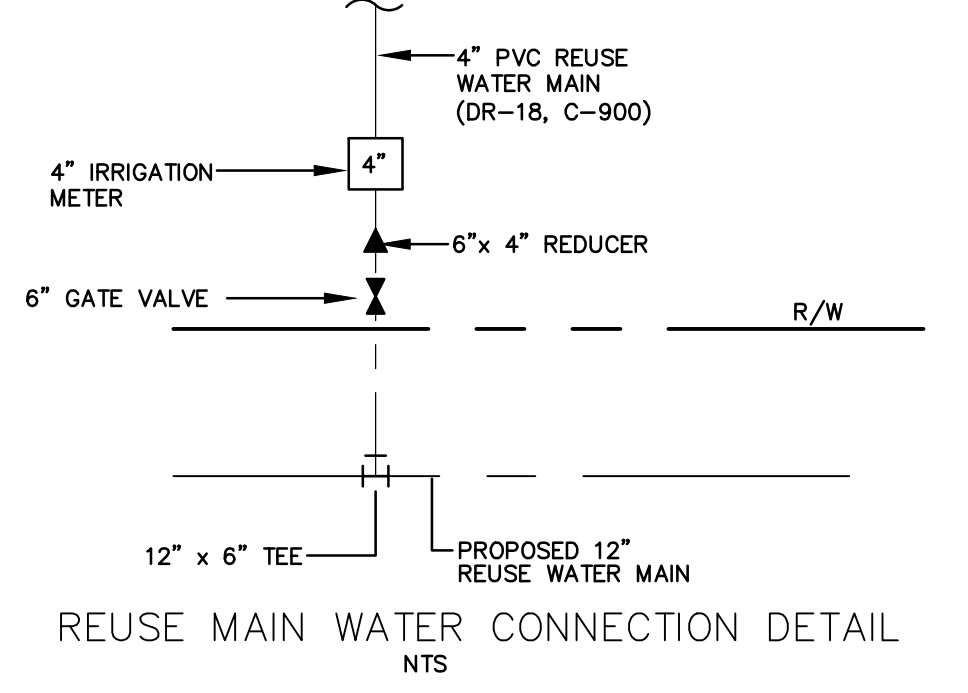 4” PVC REUSE
WATER MAIN
(DR-18, C-900)
4” IRRIGATION
METER
4”
6”x 4” REDUCER
6” GATE VALVE
R/W
12” x 6” TEE
PROPOSED 12”
REUSE WATER MAIN
REUSE MAIN WATER CONNECTION DETAIL
NTS